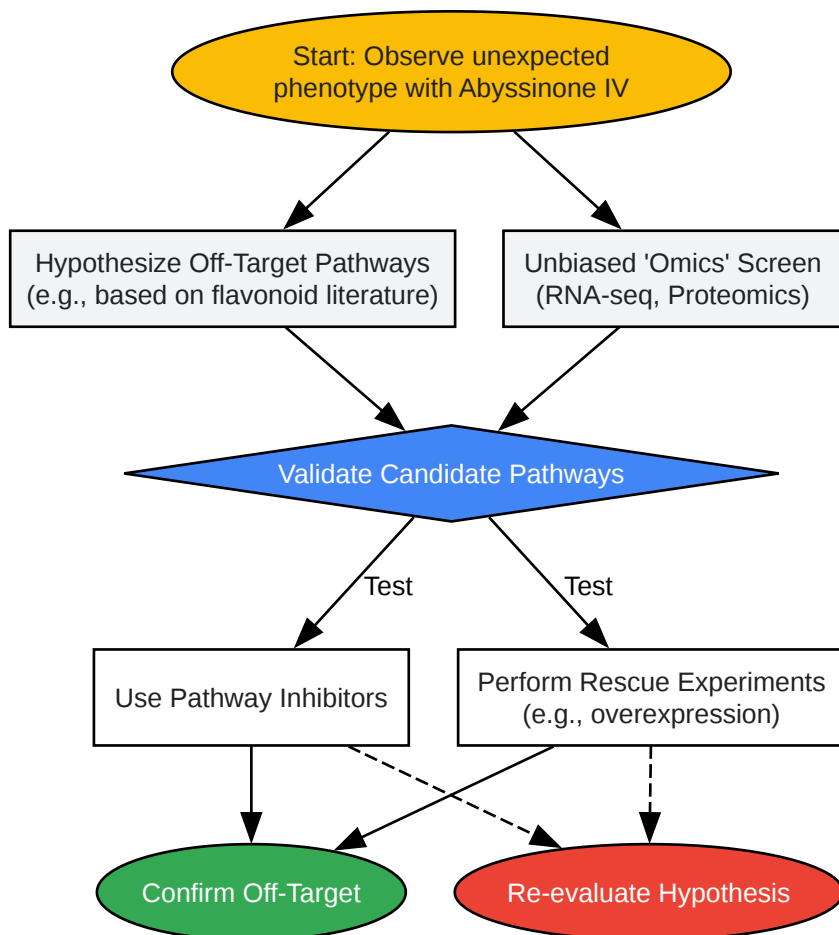 Start: Observe unexpected
phenotype with Abyssinone IV
Hypothesize Off-Target Pathways
(e.g., based on flavonoid literature)
Unbiased 'Omics' Screen
(RNA-seq, Proteomics)
Validate Candidate Pathways
Test
Test
Use Pathway Inhibitors
Perform Rescue Experiments
(e.g., overexpression)
Confirm Off-Target
Re-evaluate Hypothesis